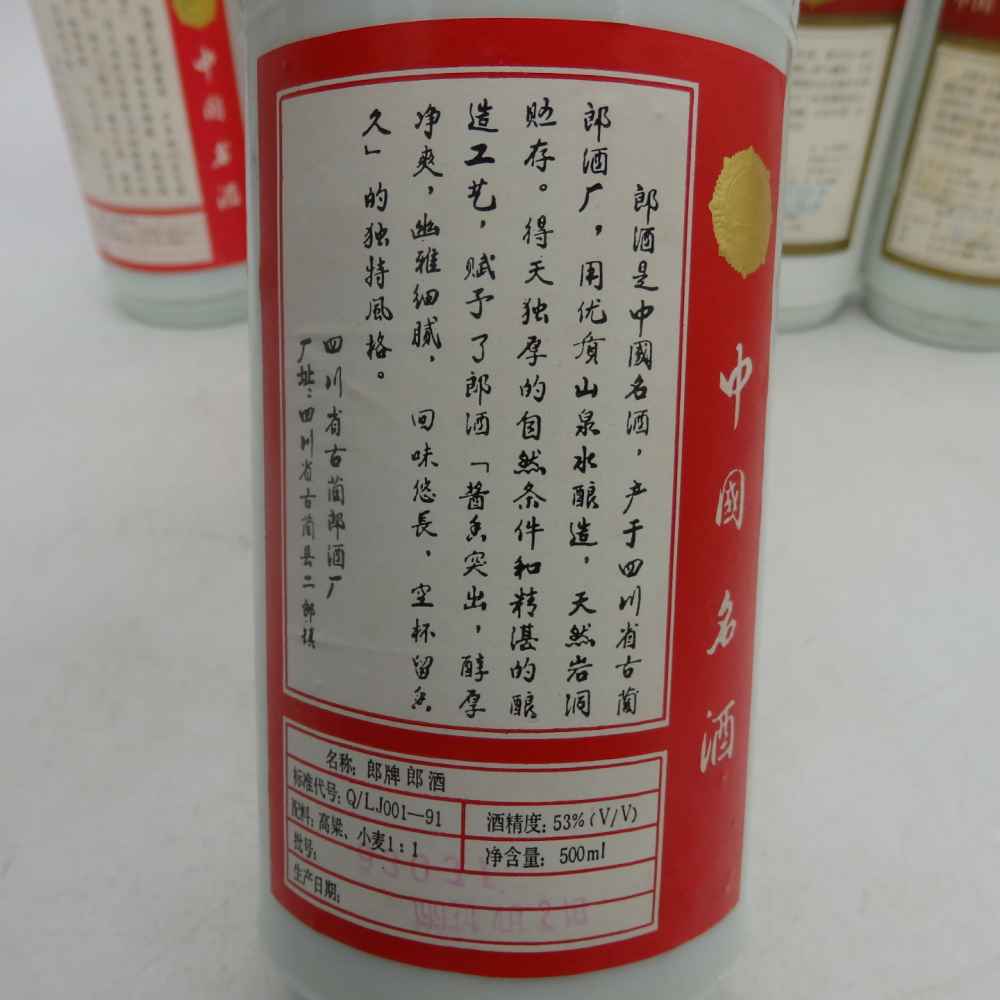 郎酒是中國名酒，产于四川省古蔺
郎酒厂，用优质山泉水酿造，天然岩洞
贮存。得天独厚的自然条件和精湛的酿
造工艺，赋予了郎酒「酱香突出，醇厚
净爽，幽雅细腻，回味悠長，空杯留香
久」的独特風格。
四川省古蔺郎酒厂
厂址：四川省古蔺县二郎镇
中國名酒
名称：郎牌郎酒
标准代号：Q/LJ001—91
酒精度：53%(V/V)
配料：高粱、小麦1：1
净含量：500ml
批号：
生产日期：
中国名酒